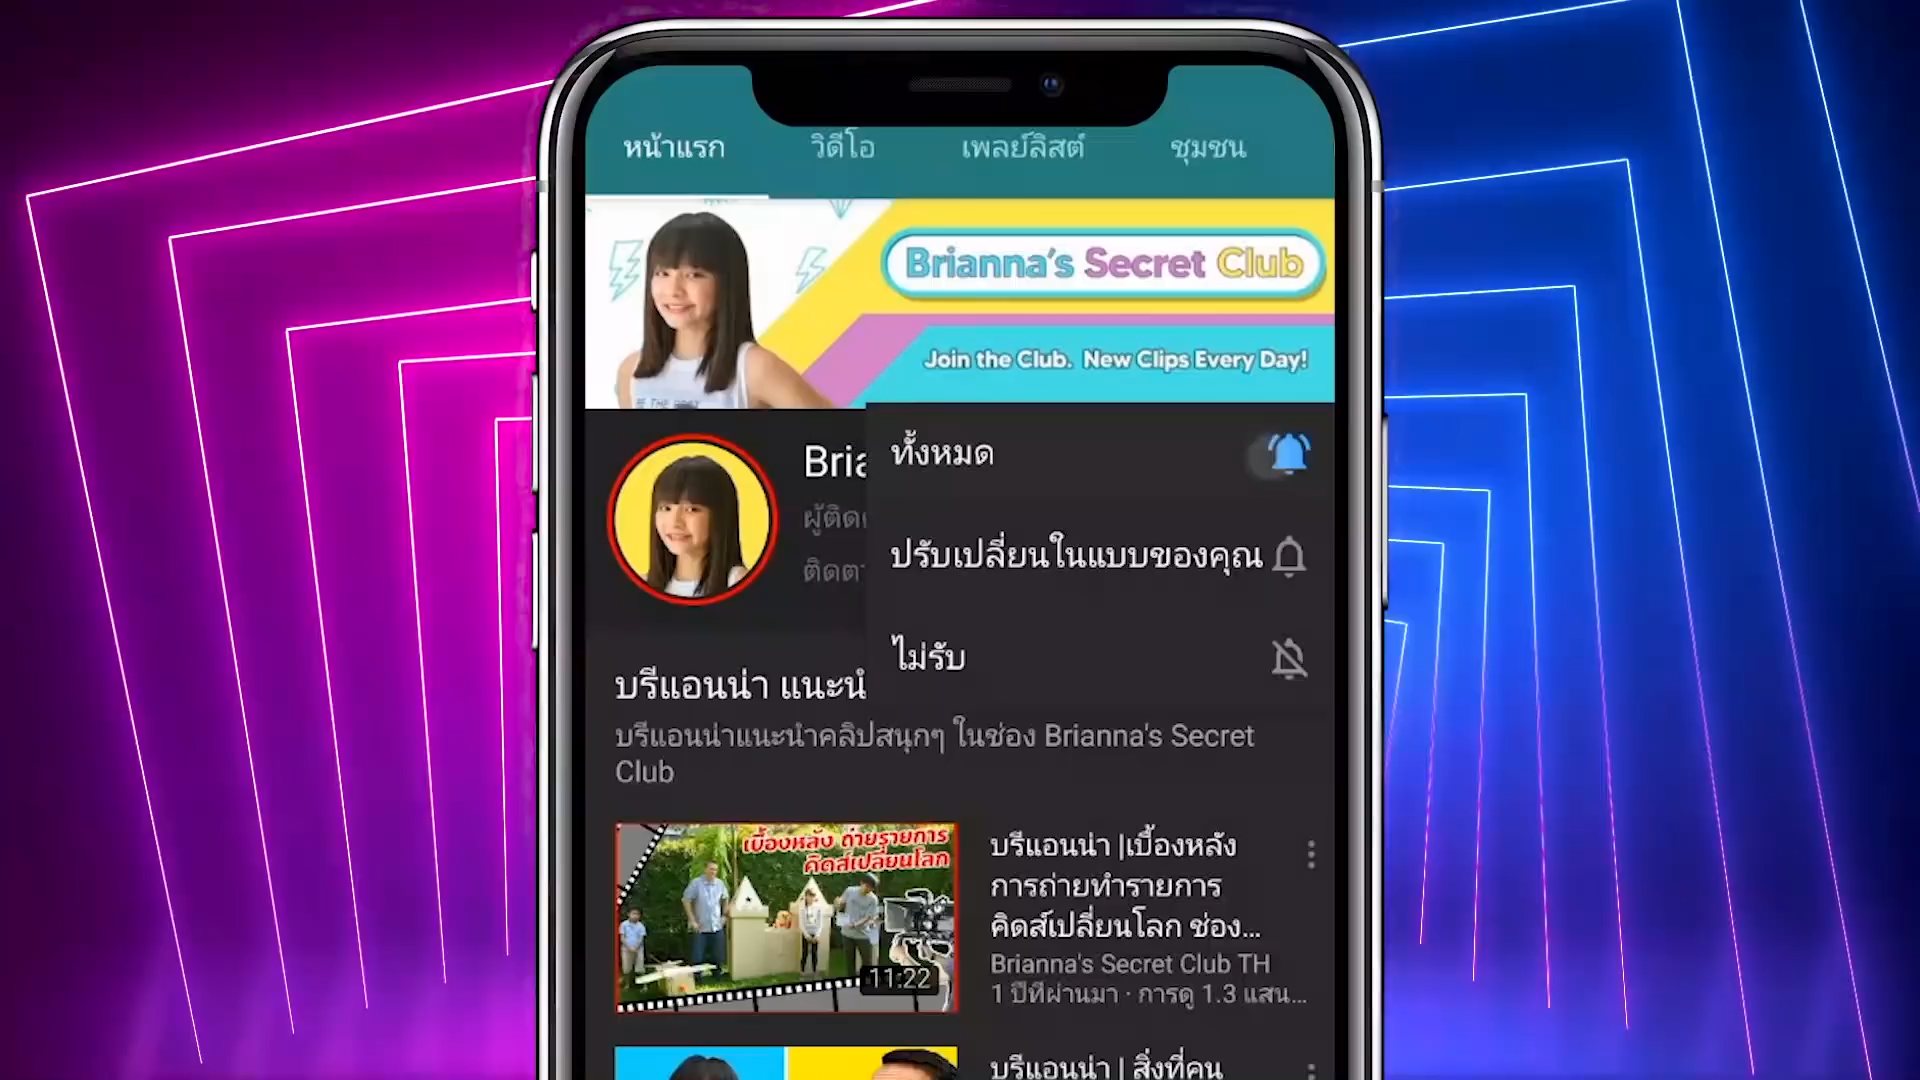 หน้าแรก วิดีโอ เพลย์ลิสต์ ชุมชน
Brianna's Secret Club
Join the Club. New Clips Every Day!
ทั้งหมด
ปรับเปลี่ยนในแบบของคุณ
ไม่รับ
บรีแอนน่า แนะนำ
บรีแอนน่าแนะนำคลิปสนุกๆ ในช่อง Brianna's Secret
Club
เบื้องหลัง ถ่ายรายการ
คิดส์เปลี่ยนโลก
11:22
บรีแอนน่า |เบื้องหลัง
การถ่ายทำรายการ
คิดส์เปลี่ยนโลก ช่อง...
Brianna's Secret Club TH
1 ปีที่ผ่านมา · การดู 1.3 แสน...
บรีแอนน่า | สิ่งที่คน